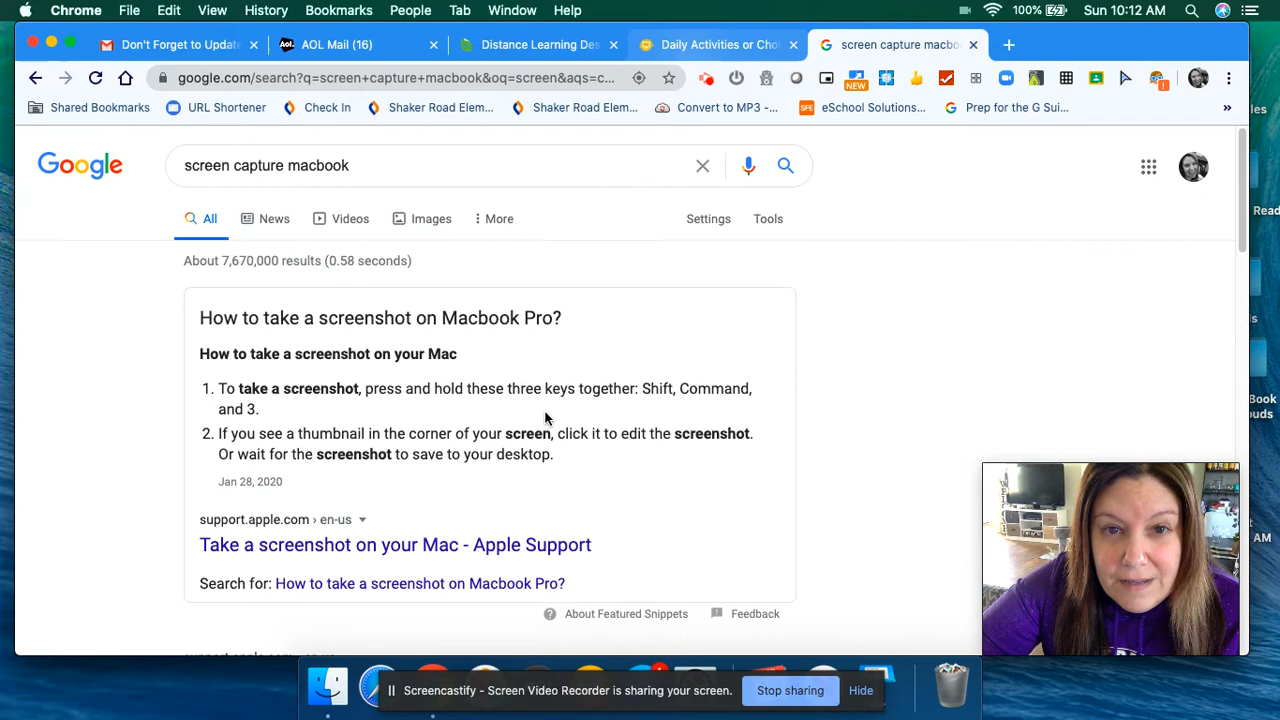 Chrome File Edit View History Bookmarks People Tab Window Help 100% Sun 10:12 AM
Don't Forget to Updat AOL Mail (16) Distance Learning Des Daily Activities or Cho screen capture macbo
google.com/search?q=screen+capture+macbook&oq=screen&aqs=c... NEW
Shared Bookmarks URL Shortener Check In Shaker Road Elem... Shaker Road Elem... Convert to MP3 -... SFE eSchool Solutions... Prep for the G Sui... »
Google screen capture macbook
All News Videos Images More Settings Tools
About 7,670,000 results (0.58 seconds)
How to take a screenshot on Macbook Pro?
How to take a screenshot on your Mac
1. To take a screenshot, press and hold these three keys together: Shift, Command,
and 3.
2. If you see a thumbnail in the corner of your screen, click it to edit the screenshot.
Or wait for the screenshot to save to your desktop.
Jan 28, 2020
support.apple.com › en-us
Take a screenshot on your Mac - Apple Support
Search for: How to take a screenshot on Macbook Pro?
About Featured Snippets Feedback
Read
Book
ouds
AM
Screencastify - Screen Video Recorder is sharing your screen. Stop sharing Hide